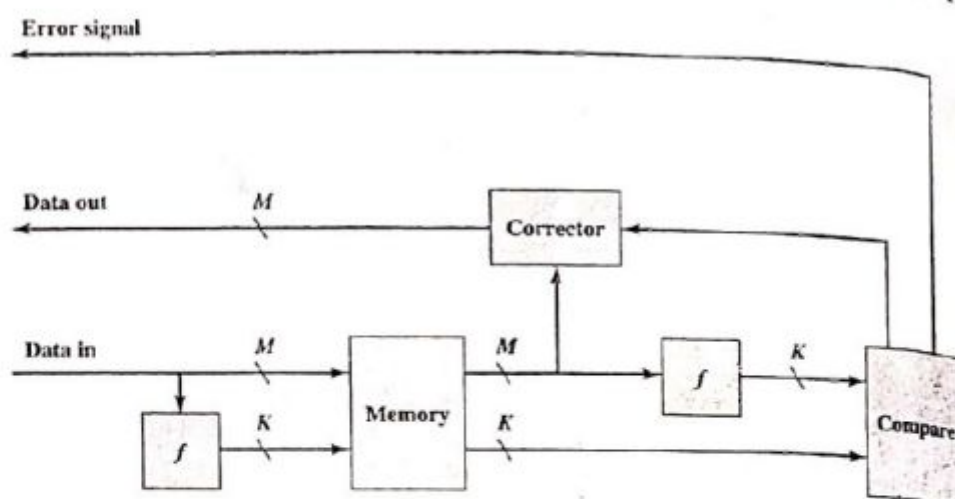 Error signal
Data out
M
Corrector
Data in
M
M
f
K
Memory
f
K
K
Compare